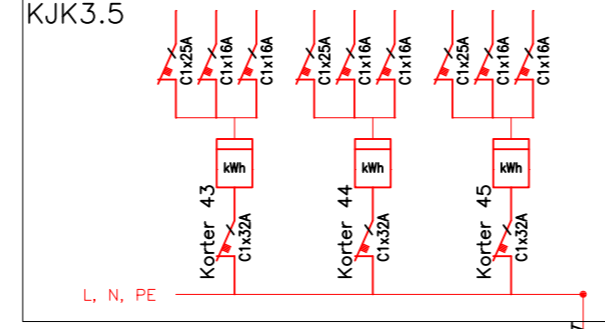 KJK3.5
C1x25A
C1x16A
C1x16A
C1x25A
C1x16A
C1x16A
C1x25A
C1x16A
C1x16A
kWh
kWh
kWh
Korter 43
C1x32A
Korter 44
C1x32A
Korter 45
C1x32A
L, N, PE